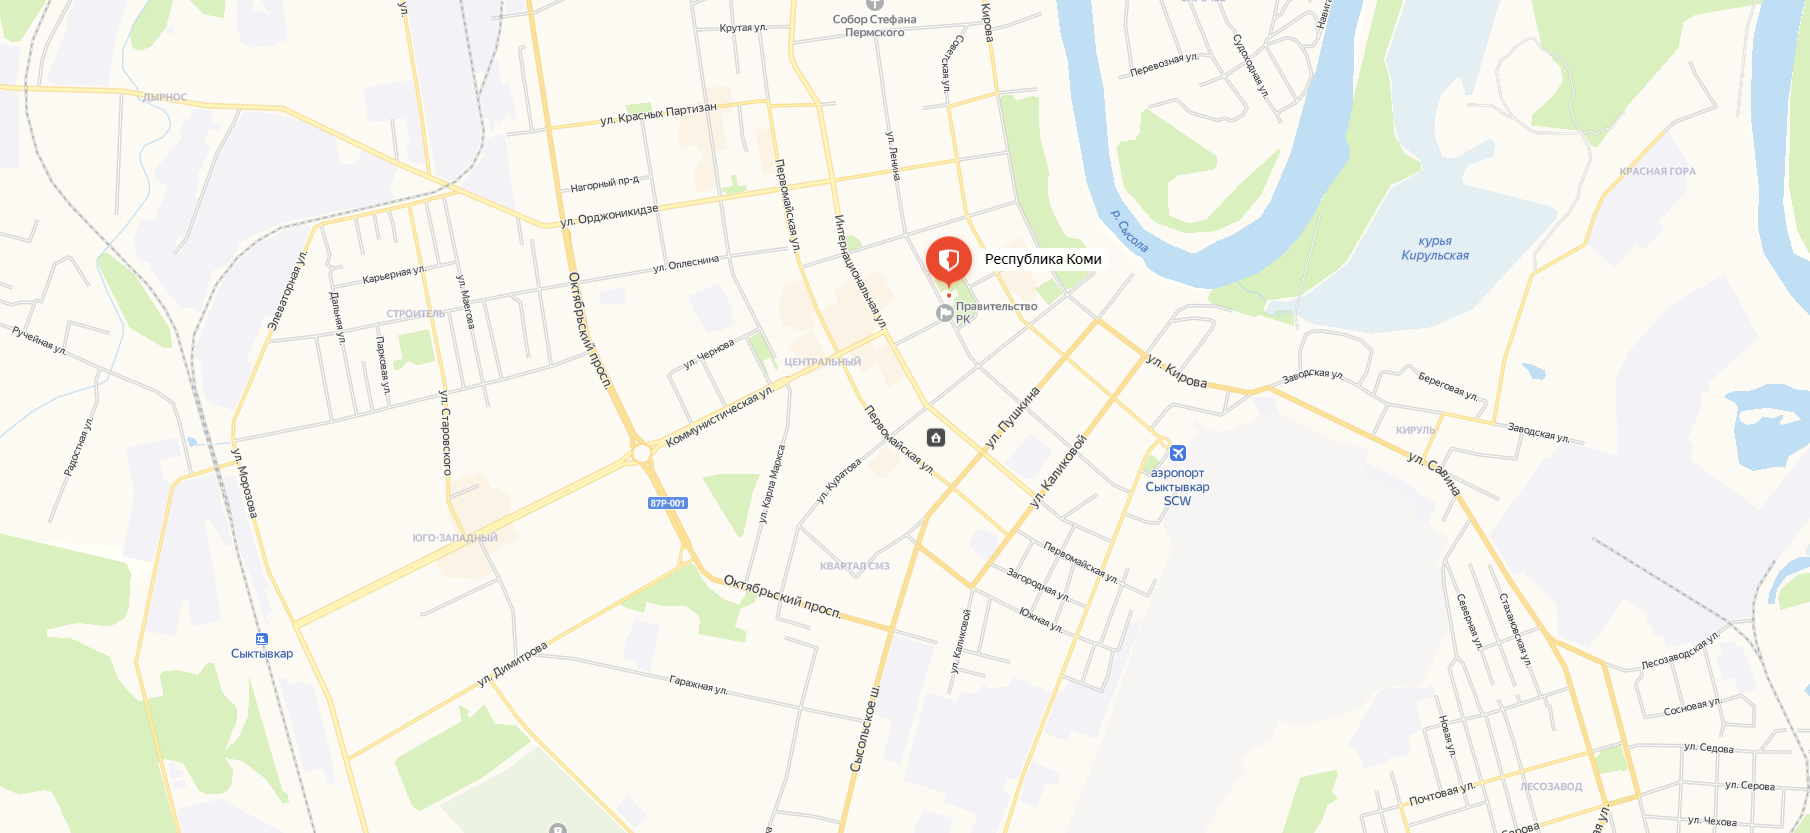 Собор Стефана
Пермского
Крутая ул.
Кирова
Советская ул.
Перевозная ул.
Судоходная ул.
ДЫРНОС
ул. Красных Партизан
ул. Ленина
Первомайская ул.
Нагорный пр-д
ул. Орджоникидзе
Интернациональная ул.
р. Сысола
КРАСНАЯ ГОРА
курья
Кирульская
Республика Коми
Правительство
РК
ул. Оплеснина
Карьерная ул.
Элеваторная ул.
Дальная ул.
ул. Маегова
СТРОИТЕЛЬ
Парковая ул.
Ручейная ул.
Октябрьский просп.
ул. Чернова
ЦЕНТРАЛЬНЫЙ
Коммунистическая ул.
ул. Кирова
Заворская ул.
Береговая ул.
Заводская ул.
КИРУЛЬ
ул. Савина
ул. Пушкина
ул. Каликовой
Первомайская ул.
ул. Куратова
ул. Карла Маркса
ул. Старовского
Радостная ул.
ул. Морозова
аэропорт
Сыктывкар
SCW
87Р-001
ЮГО-ЗАПАДНЫЙ
КВАРТАЛ СМЗ
Октябрьский просп.
Первомайская ул.
Загородная ул.
Южная ул.
ул. Каликовой
Сыктывкар
ул. Димитрова
Гаражная ул.
Сысольское ш.
Северная ул.
Стахановская ул.
Лесозаводская ул.
Сосновая ул.
Новая ул.
ул. Седова
ул. Серова
ЛЕСОЗАВОД
Почтовая ул.
ул. Чехова